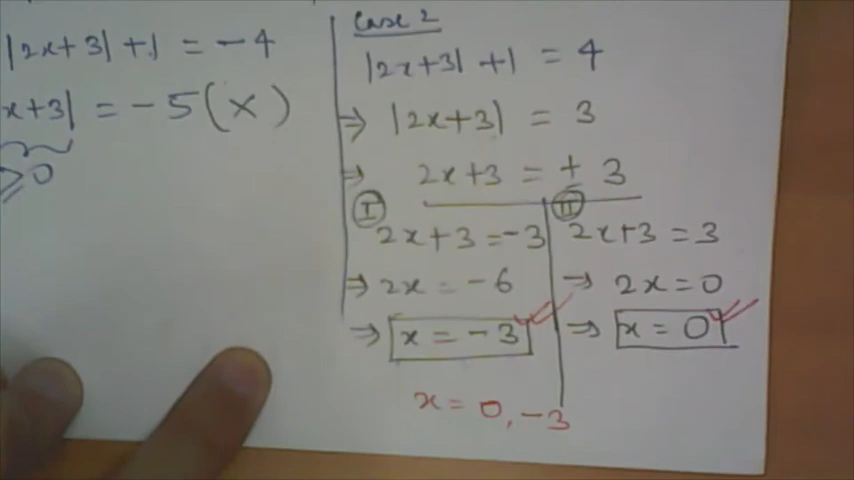 |2x+3| +1 = -4
x+3| = -5 (×)
≥0
Case 2
|2x+3| +1 = 4
⇒ |2x+3| = 3
⇒ 2x+3 = ± 3
I
2x+3 = -3
⇒ 2x = -6
⇒ x = -3 ✓
II
2x+3 = 3
⇒ 2x = 0
⇒ x = 0 ✓
x = 0, -3